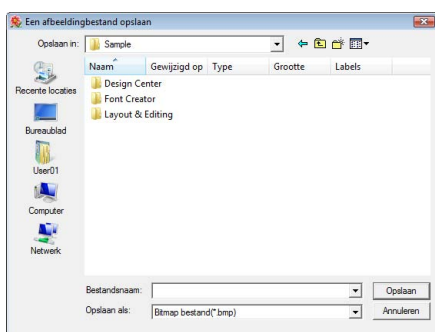 Een afbeeldingbestand opslaan
Opslaan in: Sample
Naam Gewijzigd op Type Grootte Labels
Design Center
Font Creator
Layout & Editing
Recente locaties
Bureaublad
User01
Computer
Netwerk
Bestandsnaam: Opslaan
Opslaan als: Bitmap bestand(*.bmp) Annuleren